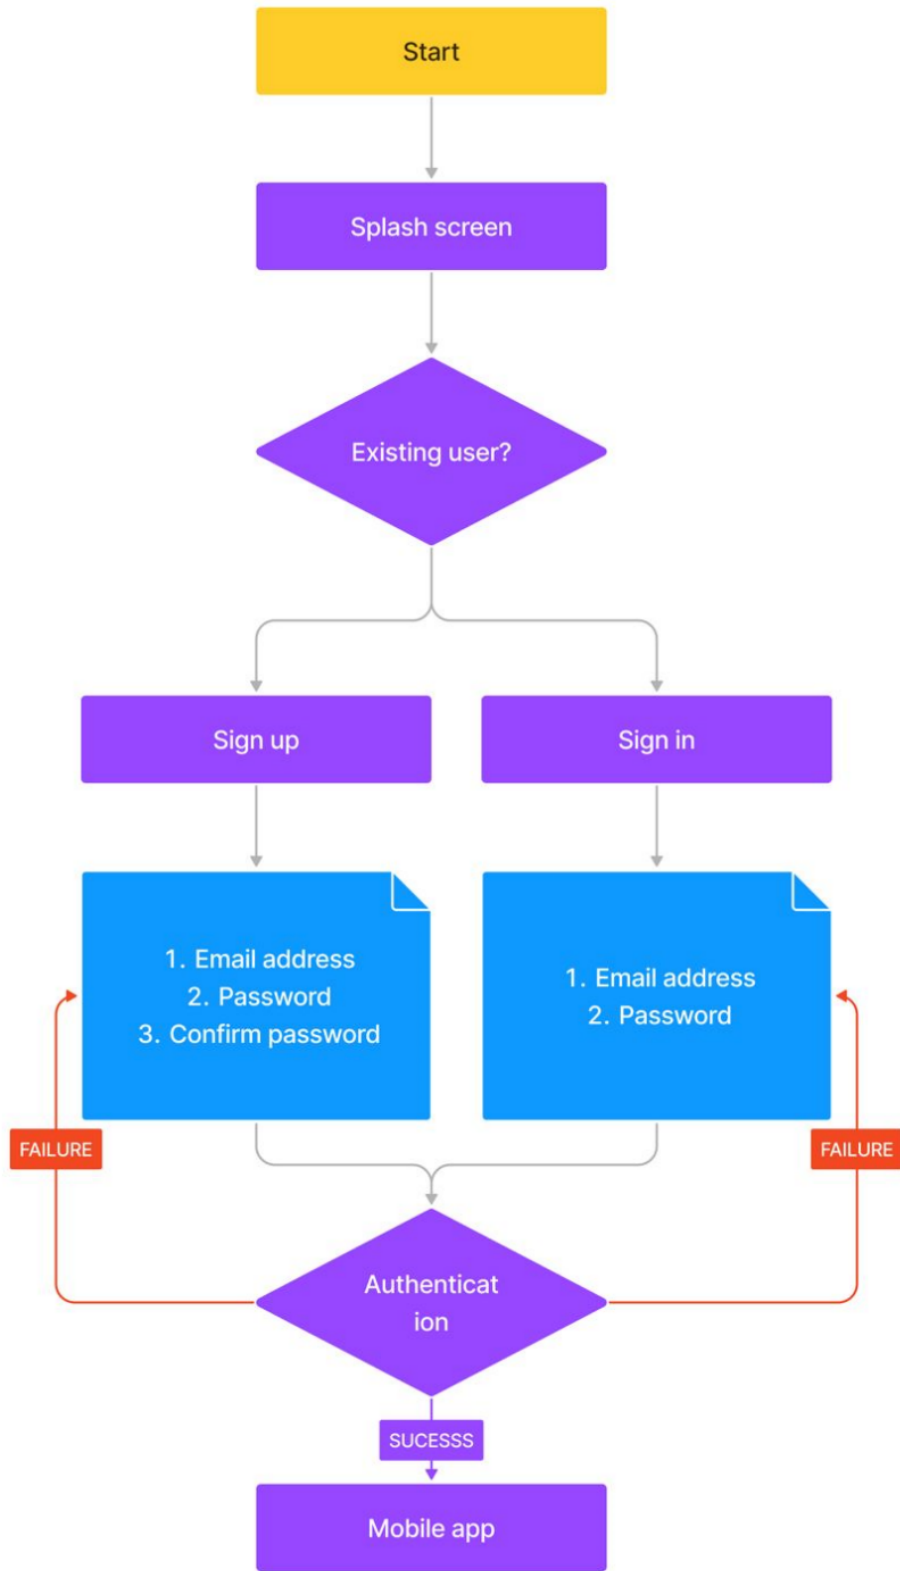 Start
Splash screen
Existing user?
Sign up
Sign in
1. Email address
2. Password
3. Confirm password
1. Email address
2. Password
FAILURE
FAILURE
Authenticat
ion
SUCESSS
Mobile app